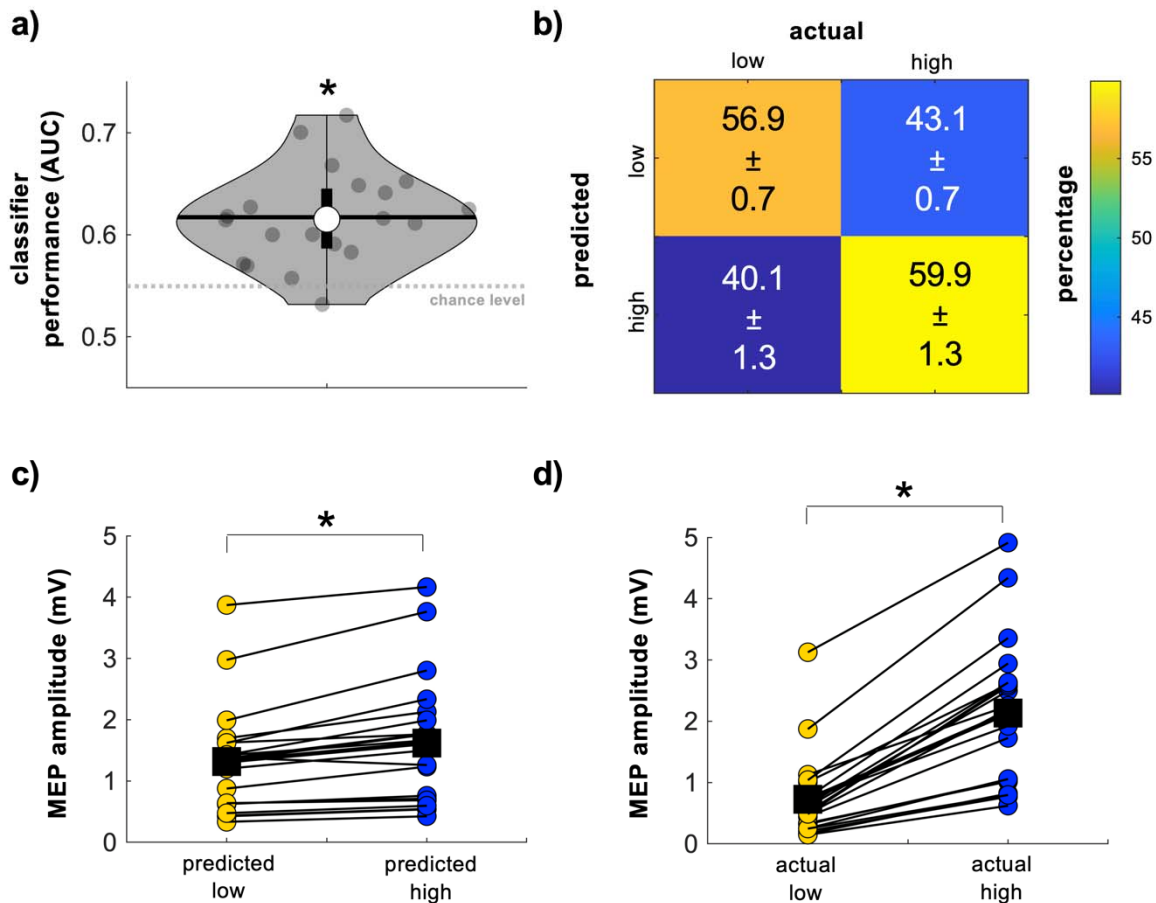 a)
*
classifier
performance (AUC)
0.7
0.6
0.5
chance level
b)
actual
low
high
predicted
low
high
56.9
±
0.7
43.1
±
0.7
40.1
±
1.3
59.9
±
1.3
percentage
55
50
45
c)
*
MEP amplitude (mV)
5
4
3
2
1
0
predicted
low
predicted
high
d)
*
MEP amplitude (mV)
5
4
3
2
1
0
actual
low
actual
high